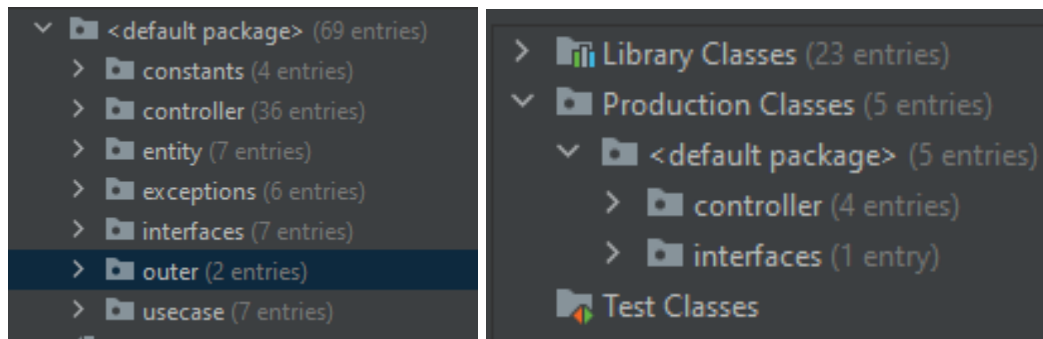 <default package> (69 entries)
constants (4 entries)
controller (36 entries)
entity (7 entries)
exceptions (6 entries)
interfaces (7 entries)
outer (2 entries)
usecase (7 entries)
Library Classes (23 entries)
Production Classes (5 entries)
<default package> (5 entries)
controller (4 entries)
interfaces (1 entry)
Test Classes